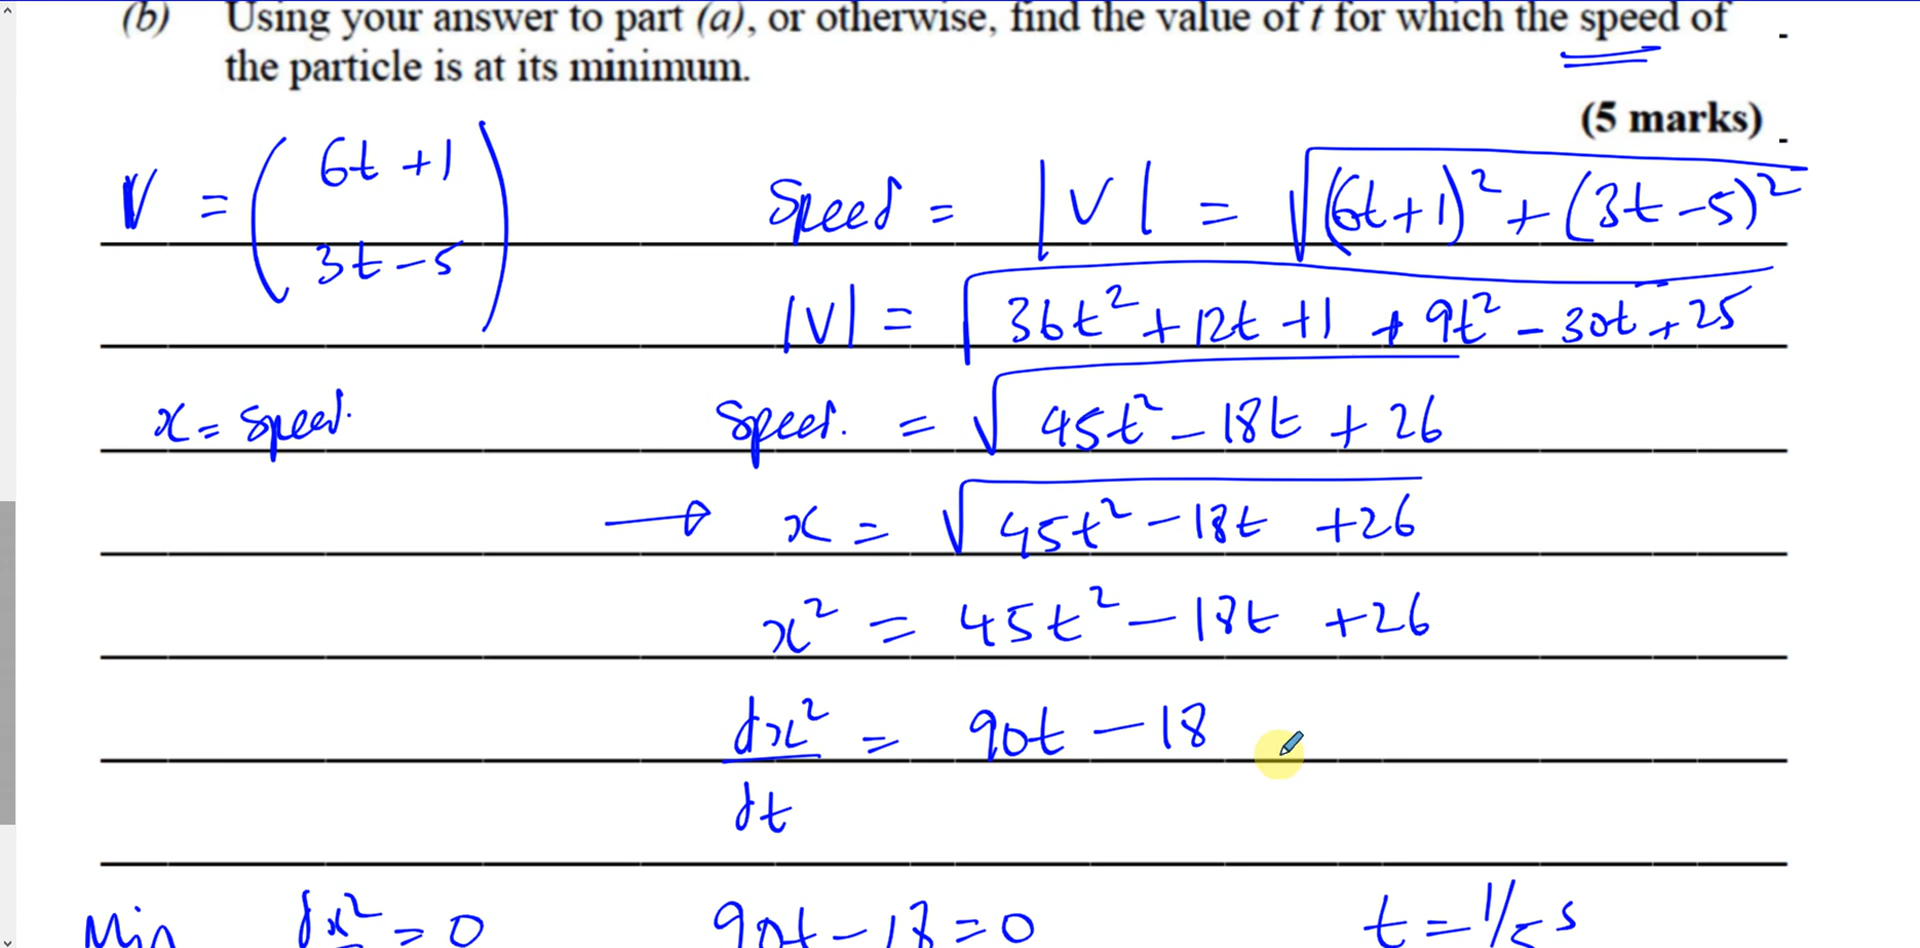 (b) Using your answer to part (a), or otherwise, find the value of t for which the speed of
the particle is at its minimum.
(5 marks)
V = ( 6t + 1
3t - 5 )
Speed = |V| = √((6t+1)² + (3t-5)²)
|V| = √(36t² + 12t + 1 + 9t² - 30t + 25)
x = Speed.
Speed. = √(45t² - 18t + 26)
→ x = √(45t² - 18t + 26)
x² = 45t² - 18t + 26
dx²/dt = 90t - 18
Min dx² = 0 90t - 18 = 0 t = 1/5 s